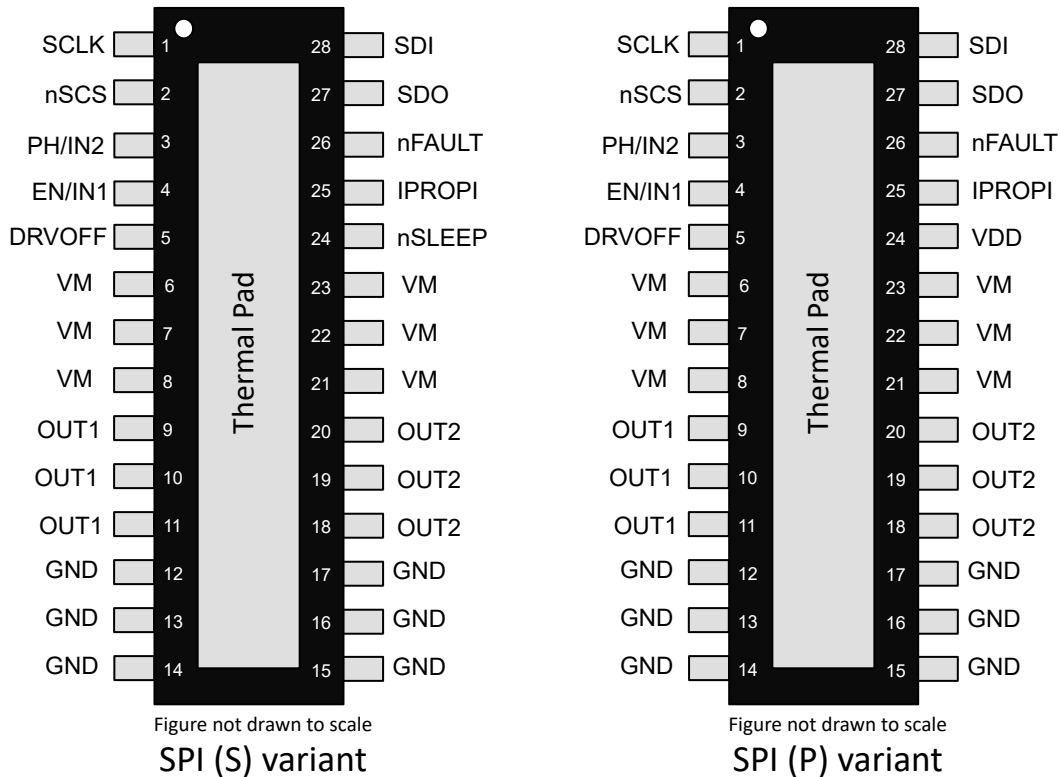 SCLK 1 28 SDI
nSCS 2 27 SDO
PH/IN2 3 26 nFAULT
EN/IN1 4 25 IPROPI
DRVOFF 5 24 nSLEEP
VM 6 23 VM
VM 7 22 VM
VM 8 21 VM
OUT1 9 20 OUT2
OUT1 10 19 OUT2
OUT1 11 18 OUT2
GND 12 17 GND
GND 13 16 GND
GND 14 15 GND
Thermal Pad
Figure not drawn to scale
SPI (S) variant
SCLK 1 28 SDI
nSCS 2 27 SDO
PH/IN2 3 26 nFAULT
EN/IN1 4 25 IPROPI
DRVOFF 5 24 VDD
VM 6 23 VM
VM 7 22 VM
VM 8 21 VM
OUT1 9 20 OUT2
OUT1 10 19 OUT2
OUT1 11 18 OUT2
GND 12 17 GND
GND 13 16 GND
GND 14 15 GND
Thermal Pad
Figure not drawn to scale
SPI (P) variant